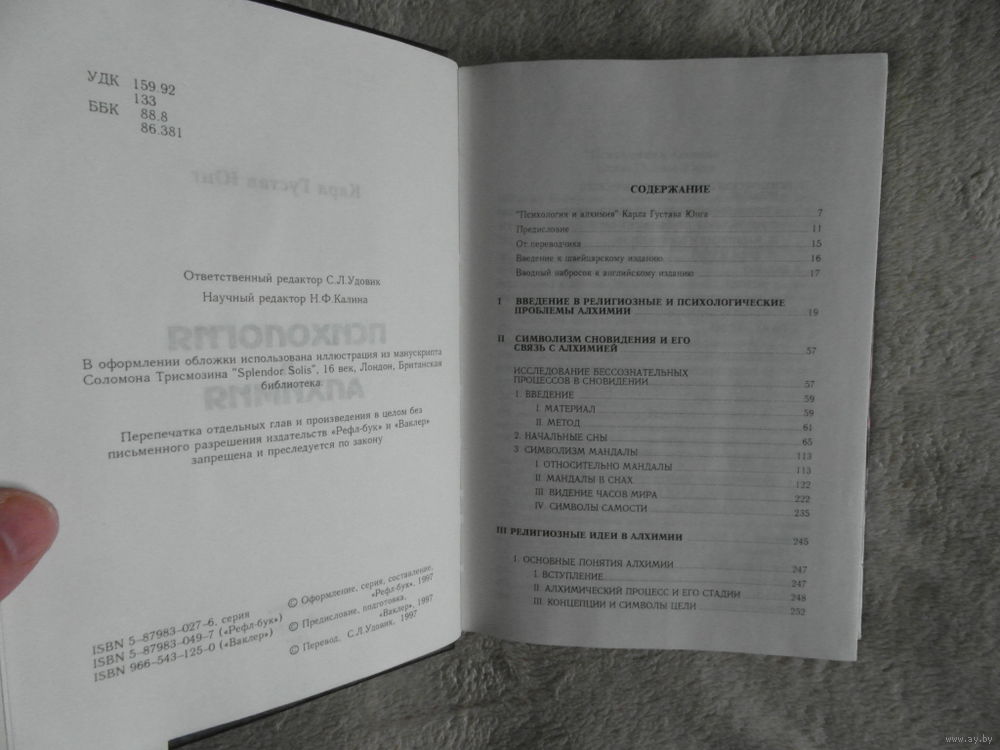 УДК 159.92
133
ББК 88.8
86.381
Ответственный редактор С.Л.Удовик
Научный редактор Н.Ф.Калина
В оформлении обложки использована иллюстрация из манускрипта
Соломона Трисмозина "Splendor Solis", 16 век, Лондон, Британская
библиотека
Перепечатка отдельных глав и произведения в целом без
письменного разрешения издательств «Рефл-бук» и «Ваклер»
запрещена и преследуется по закону
ISBN 5-87983-027-6, серия
ISBN 5-87983-049-7 («Рефл-бук»)
ISBN 966-543-125-0 («Ваклер»)
© Оформление, серия, составление,
«Рефл-бук», 1997
© Предисловие, подготовка,
«Ваклер», 1997
© Перевод, С.Л.Удовик, 1997
СОДЕРЖАНИЕ
"Психология и алхимия" Карла Густава Юнга 7
Предисловие 11
От переводчика 15
Введение к швейцарскому изданию 16
Вводный набросок к английскому изданию 17
I ВВЕДЕНИЕ В РЕЛИГИОЗНЫЕ И ПСИХОЛОГИЧЕСКИЕ
ПРОБЛЕМЫ АЛХИМИИ 19
II СИМВОЛИЗМ СНОВИДЕНИЯ И ЕГО
СВЯЗЬ С АЛХИМИЕЙ 57
ИССЛЕДОВАНИЕ БЕССОЗНАТЕЛЬНЫХ
ПРОЦЕССОВ В СНОВИДЕНИИ 57
1. ВВЕДЕНИЕ 59
I. МАТЕРИАЛ 59
II. МЕТОД 61
2. НАЧАЛЬНЫЕ СНЫ 65
3 СИМВОЛИЗМ МАНДАЛЫ 113
I ОТНОСИТЕЛЬНО МАНДАЛЫ 113
II МАНДАЛЫ В СНАХ 122
III ВИДЕНИЕ ЧАСОВ МИРА 222
IV СИМВОЛЫ САМОСТИ 235
III РЕЛИГИОЗНЫЕ ИДЕИ В АЛХИМИИ 245
1. ОСНОВНЫЕ ПОНЯТИЯ АЛХИМИИ 247
I. ВСТУПЛЕНИЕ 247
II. АЛХИМИЧЕСКИЙ ПРОЦЕСС И ЕГО СТАДИИ 248
III. КОНЦЕПЦИИ И СИМВОЛЫ ЦЕЛИ 252
www.ay.by